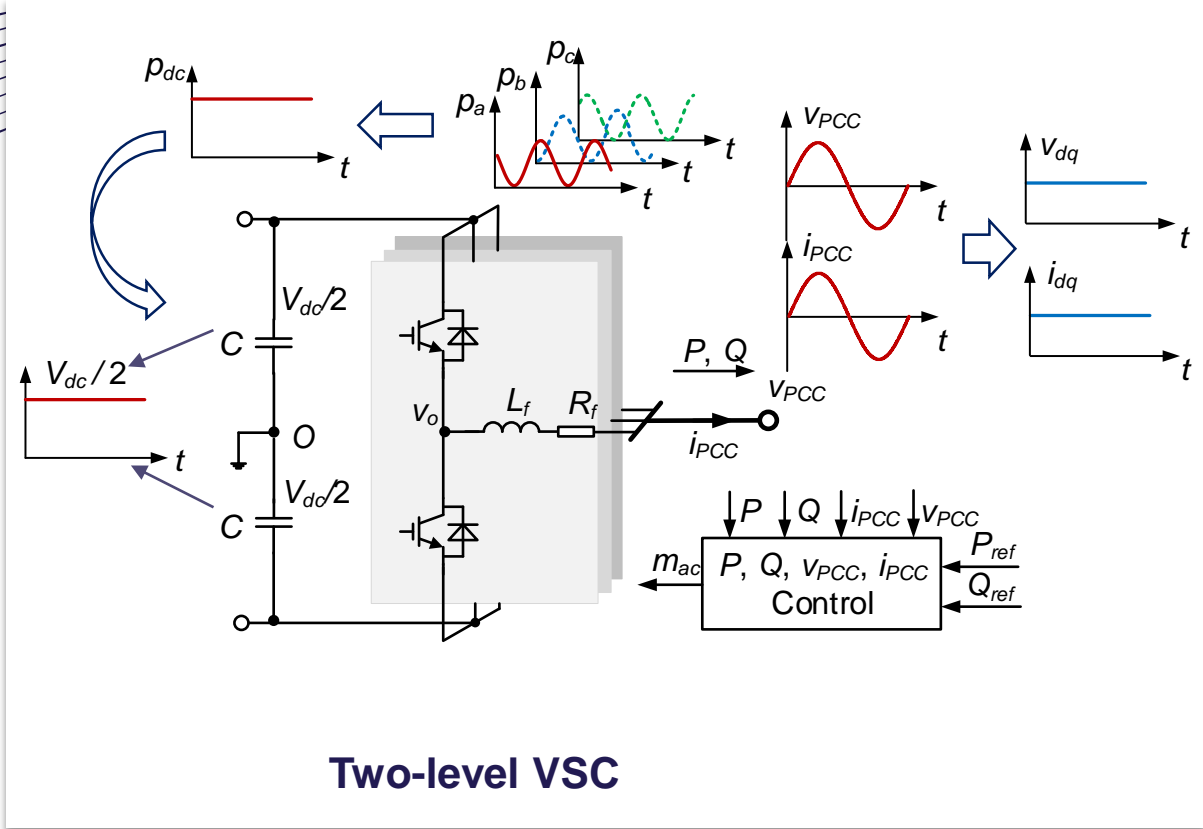 p_dc
t
p_a
p_b
p_c
t
t
t
v_PCC
t
i_PCC
t
v_dq
t
i_dq
t
V_dc/2
C
V_dc/2
t
O
V_dc/2
C
v_o
L_f
R_f
P, Q
v_PCC
i_PCC
P
Q
i_PCC
v_PCC
m_ac
P, Q, v_PCC, i_PCC
Control
P_ref
Q_ref
Two-level VSC